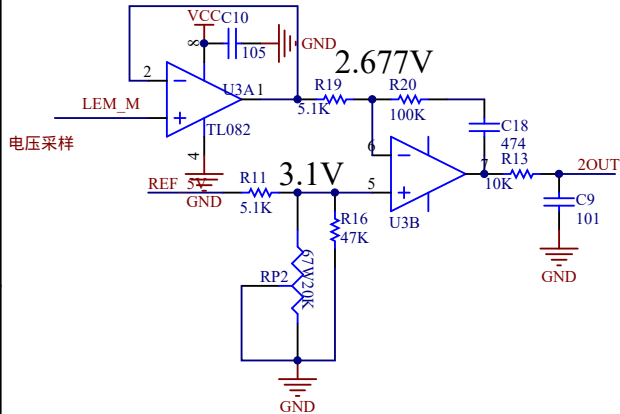 VCC
C10
8
105
GND
2.677V
2
U3A
1
R19
R20
LEM_M
5.1K
100K
TL082
C18
电压采样
474
4
6
7
R13
2OUT
3.1V
R11
10K
REF_5V
5
C9
GND
5.1K
U3B
101
R16
47K
RP2
67W20K
GND
GND